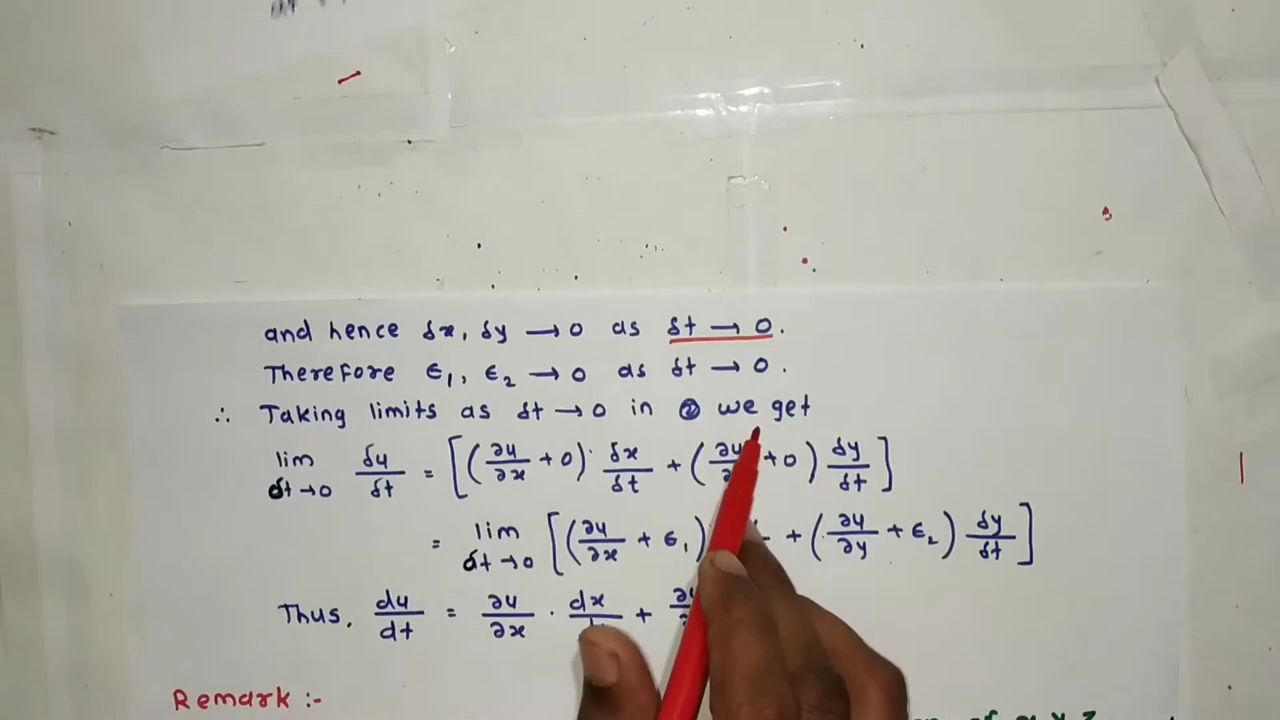 and hence δx, δy → 0 as δt → 0.
Therefore ϵ₁, ϵ₂ → 0 as δt → 0.
∴ Taking limits as δt → 0 in ② we get
lim δt→0 δu/δt = [(∂u/∂x + 0) · δx/δt + (∂u/ + 0) δy/δt]
= lim δt→0 [(∂u/∂x + ϵ₁) + (∂u/∂y + ϵ₂) δy/δt]
Thus, du/dt = ∂u/∂x · dx/ + ∂u/
Remark :-
of x, y, z